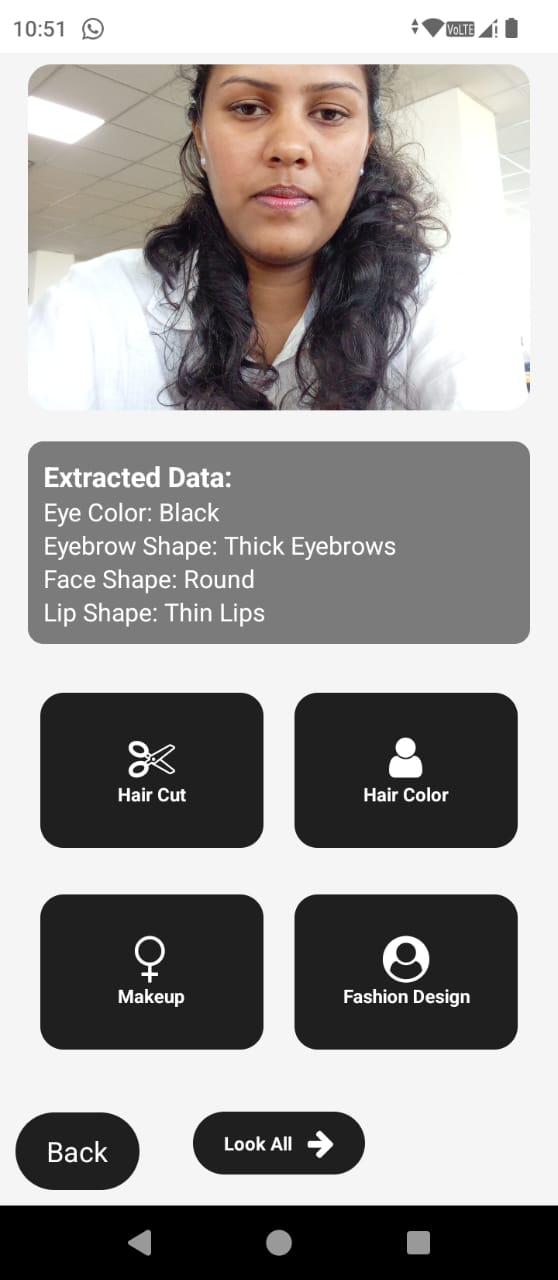 10:51
VoLTE
Extracted Data:
Eye Color: Black
Eyebrow Shape: Thick Eyebrows
Face Shape: Round
Lip Shape: Thin Lips
Hair Cut
Hair Color
Makeup
Fashion Design
Back
Look All